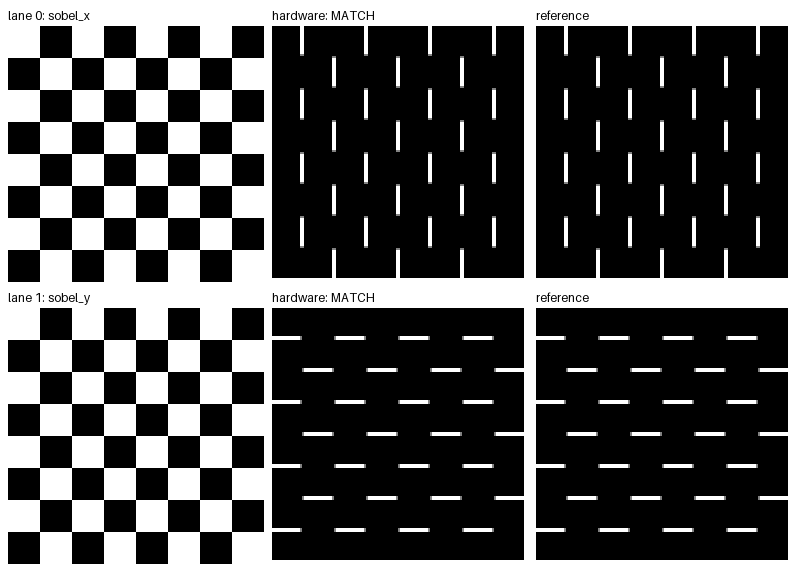 lane 0: sobel_x
hardware: MATCH
reference
lane 1: sobel_y
hardware: MATCH
reference